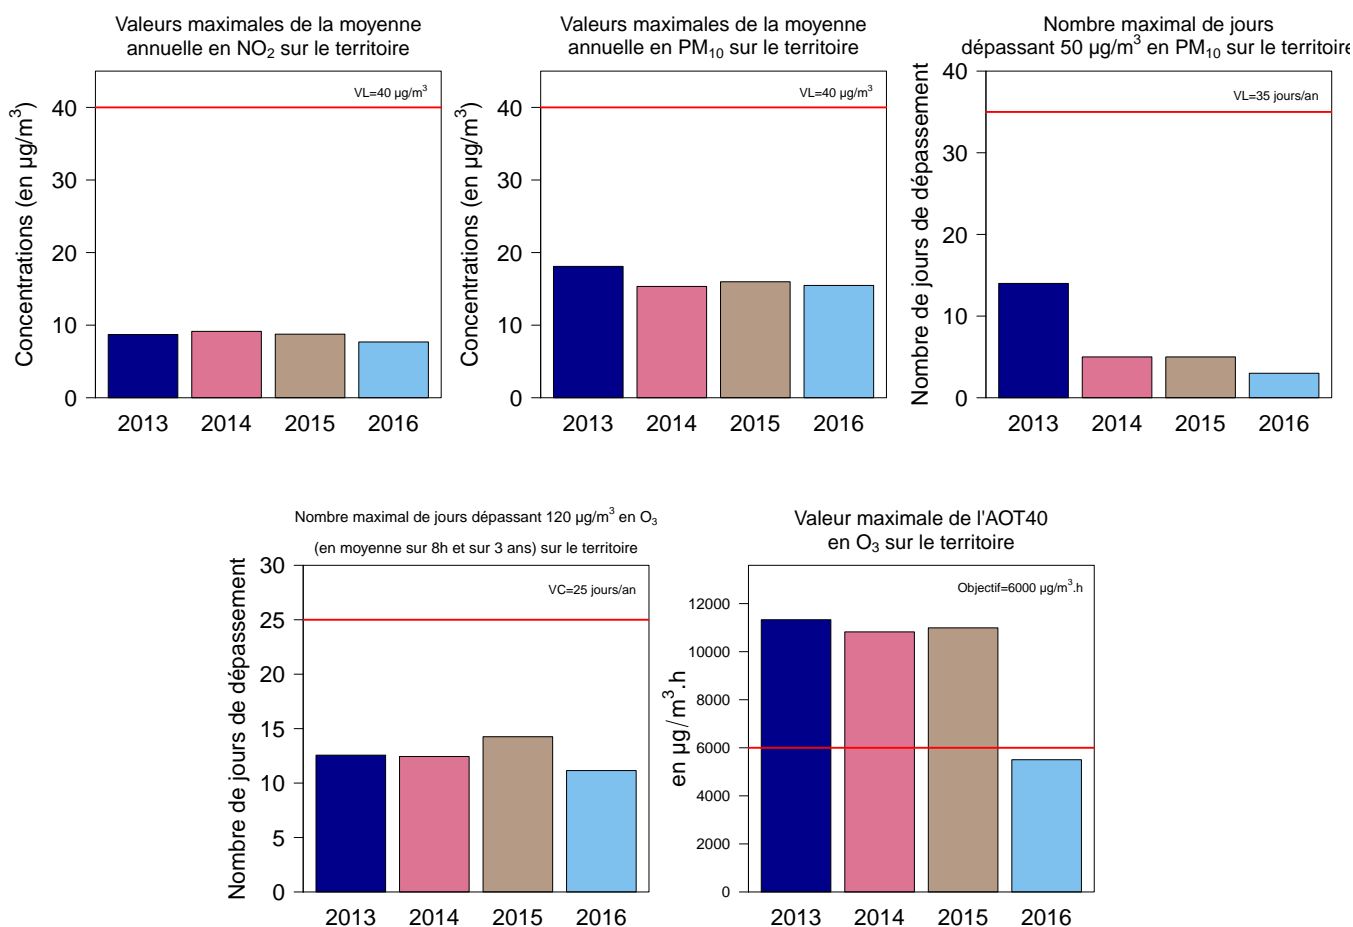 Valeurs maximales de la moyenne
annuelle en NO₂ sur le territoire
VL=40 µg/m³
Concentrations (en µg/m³)
40
30
20
10
0
2013 2014 2015 2016
Valeurs maximales de la moyenne
annuelle en PM₁₀ sur le territoire
VL=40 µg/m³
Concentrations (en µg/m³)
40
30
20
10
0
2013 2014 2015 2016
Nombre maximal de jours
dépassant 50 µg/m³ en PM₁₀ sur le territoire
VL=35 jours/an
Nombre de jours de dépassement
40
30
20
10
0
2013 2014 2015 2016
Nombre maximal de jours dépassant 120 µg/m³ en O₃
(en moyenne sur 8h et sur 3 ans) sur le territoire
VC=25 jours/an
Nombre de jours de dépassement
30
25
20
15
10
5
0
2013 2014 2015 2016
Valeur maximale de l'AOT40
en O₃ sur le territoire
Objectif=6000 µg/m³.h
en µg/m³.h
12000
10000
8000
6000
4000
2000
0
2013 2014 2015 2016